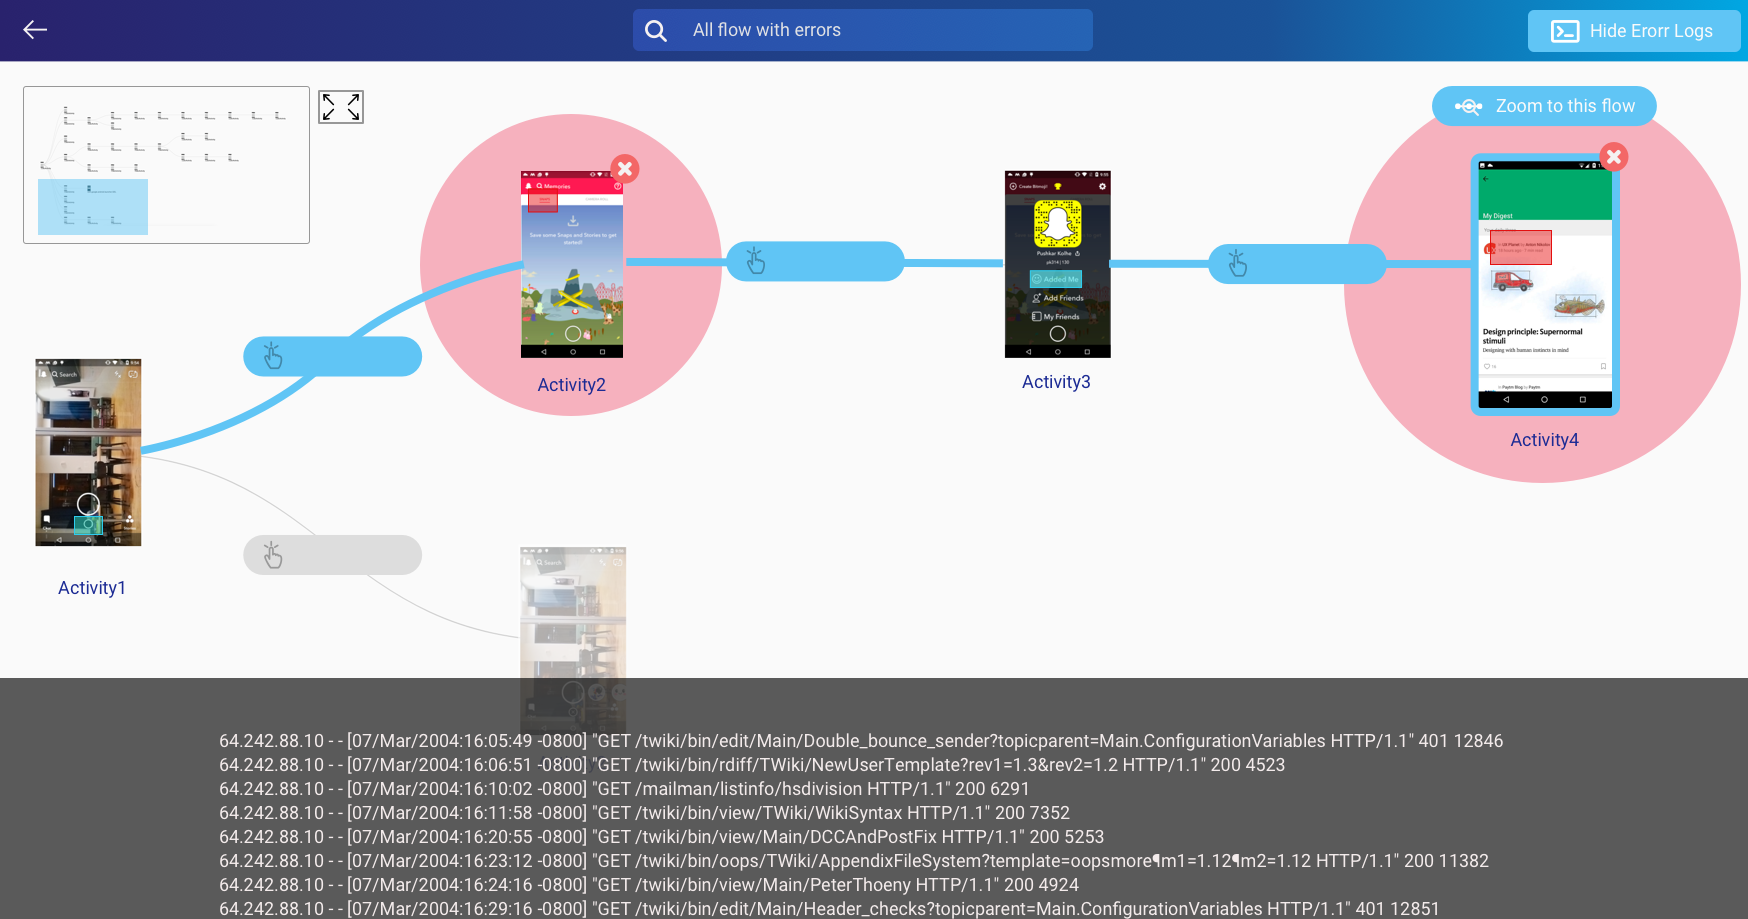 All flow with errors
Hide Erorr Logs
Zoom to this flow
Memories
Save some Snaps and Stories to get
started!
Create Bitmoji!
Pushkar Kolhe
Added Me
Add Friends
My Friends
My Digest
Design principle: Supernormal
stimuli
Designing with human instincts in mind
Search
Activity2
Activity3
Activity4
Activity1
Search
64.242.88.10 - - [07/Mar/2004:16:05:49 -0800] "GET /twiki/bin/edit/Main/Double_bounce_sender?topicparent=Main.ConfigurationVariables HTTP/1.1" 401 12846
64.242.88.10 - - [07/Mar/2004:16:06:51 -0800] "GET /twiki/bin/rdiff/TWiki/NewUserTemplate?rev1=1.3&rev2=1.2 HTTP/1.1" 200 4523
64.242.88.10 - - [07/Mar/2004:16:10:02 -0800] "GET /mailman/listinfo/hsdivision HTTP/1.1" 200 6291
64.242.88.10 - - [07/Mar/2004:16:11:58 -0800] "GET /twiki/bin/view/TWiki/WikiSyntax HTTP/1.1" 200 7352
64.242.88.10 - - [07/Mar/2004:16:20:55 -0800] "GET /twiki/bin/view/Main/DCCAndPostFix HTTP/1.1" 200 5253
64.242.88.10 - - [07/Mar/2004:16:23:12 -0800] "GET /twiki/bin/oops/TWiki/AppendixFileSystem?template=oopsmore¶m1=1.12¶m2=1.12 HTTP/1.1" 200 11382
64.242.88.10 - - [07/Mar/2004:16:24:16 -0800] "GET /twiki/bin/view/Main/PeterThoeny HTTP/1.1" 200 4924
64.242.88.10 - - [07/Mar/2004:16:29:16 -0800] "GET /twiki/bin/edit/Main/Header_checks?topicparent=Main.ConfigurationVariables HTTP/1.1" 401 12851